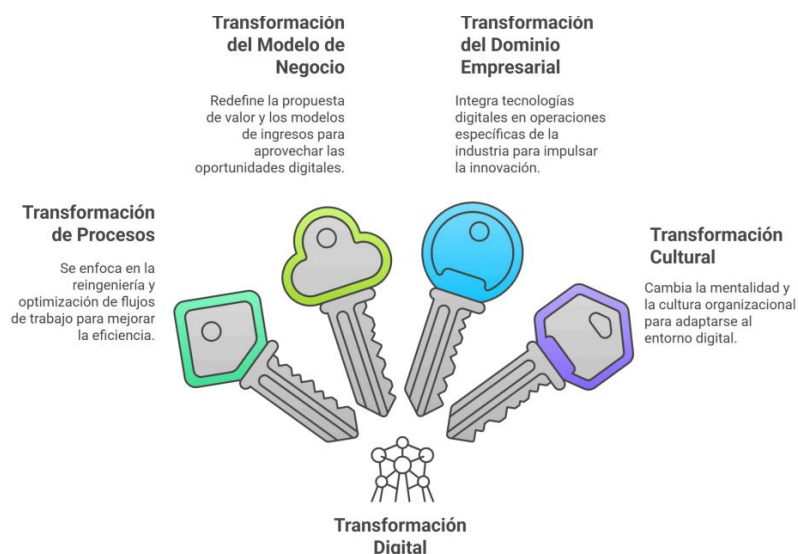 Transformación
del Modelo de
Negocio
Redefine la propuesta
de valor y los modelos
de ingresos para
aprovechar las
oportunidades digitales.
Transformación
del Dominio
Empresarial
Integra tecnologías
digitales en operaciones
específicas de la
industria para impulsar
la innovación.
Transformación
de Procesos
Se enfoca en la
reingeniería y
optimización de flujos
de trabajo para mejorar
la eficiencia.
Transformación
Cultural
Cambia la mentalidad y
la cultura organizacional
para adaptarse al
entorno digital.
Transformación
Digital